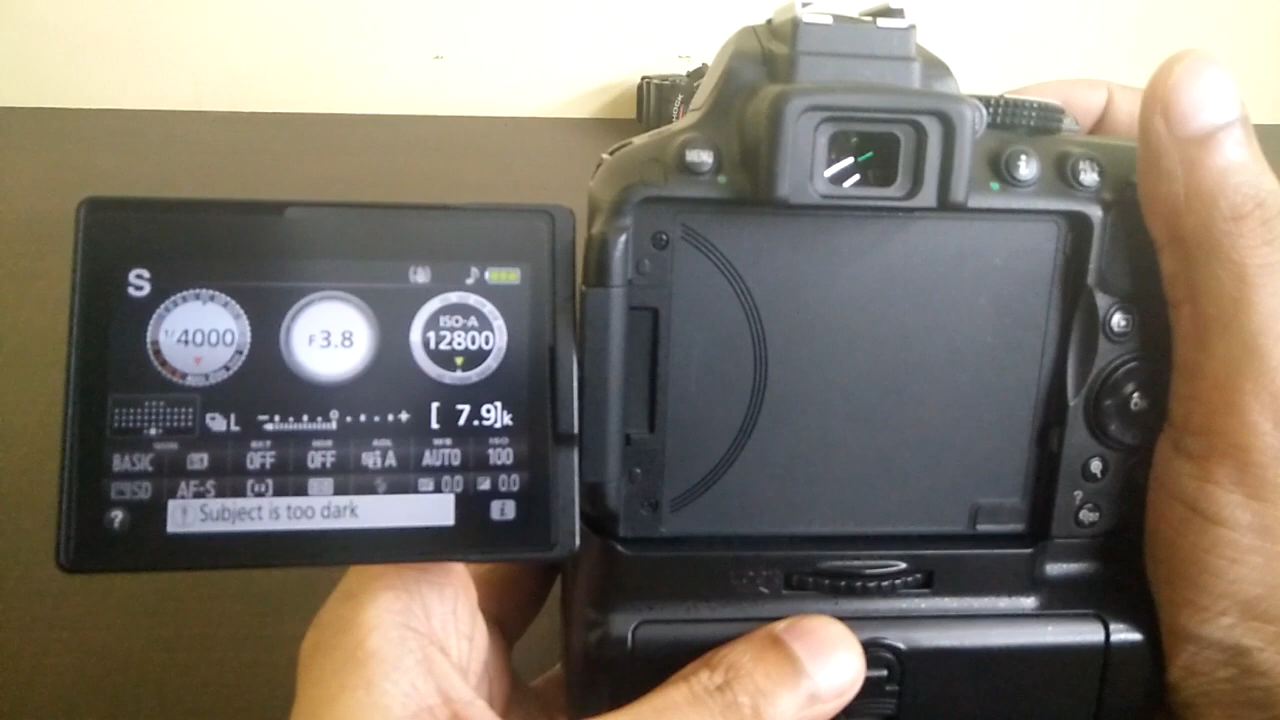 S
1/4000
F3.8
ISO-A
12800
L
- 0 +
[ 7.9]k
BASIC OFF OFF A AUTO 100
SD AF-S 0.0 0.0
Subject is too dark
? i
MENU
i
?